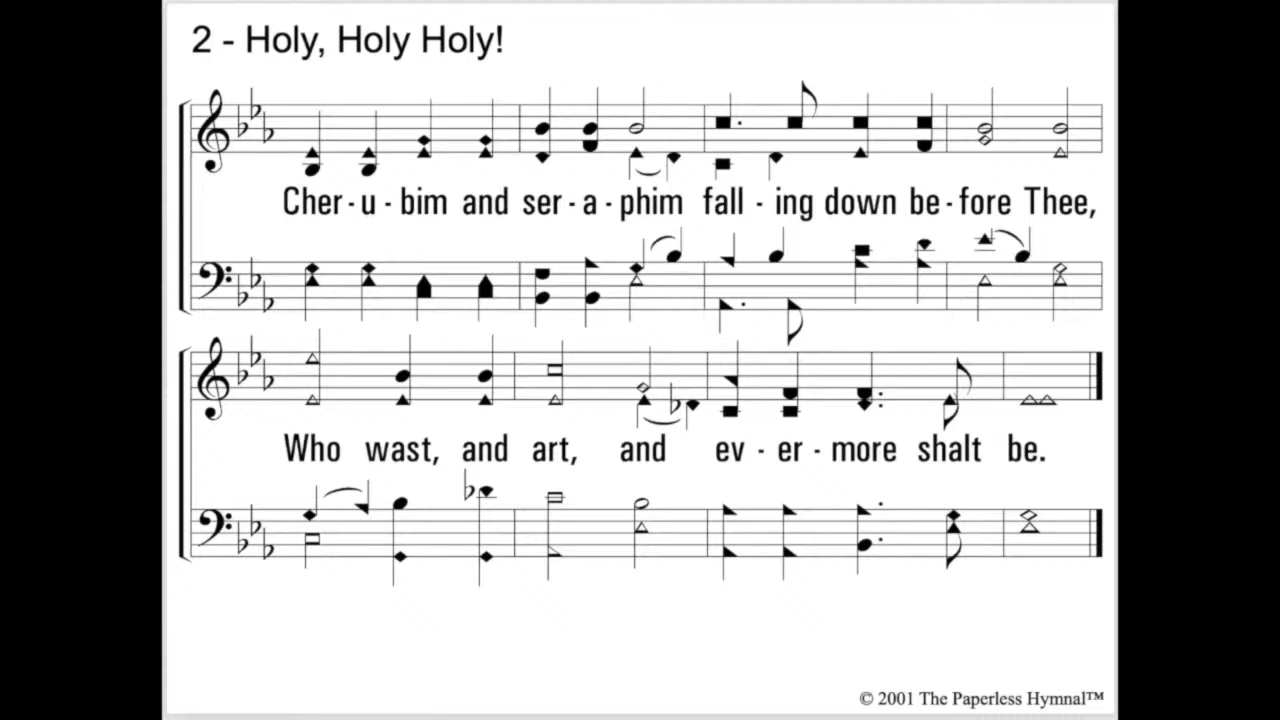 2 - Holy, Holy Holy!
Cher - u - bim and ser - a - phim fall - ing down be - fore Thee,
Who wast, and art, and ev - er - more shalt be.
© 2001 The Paperless Hymnal™